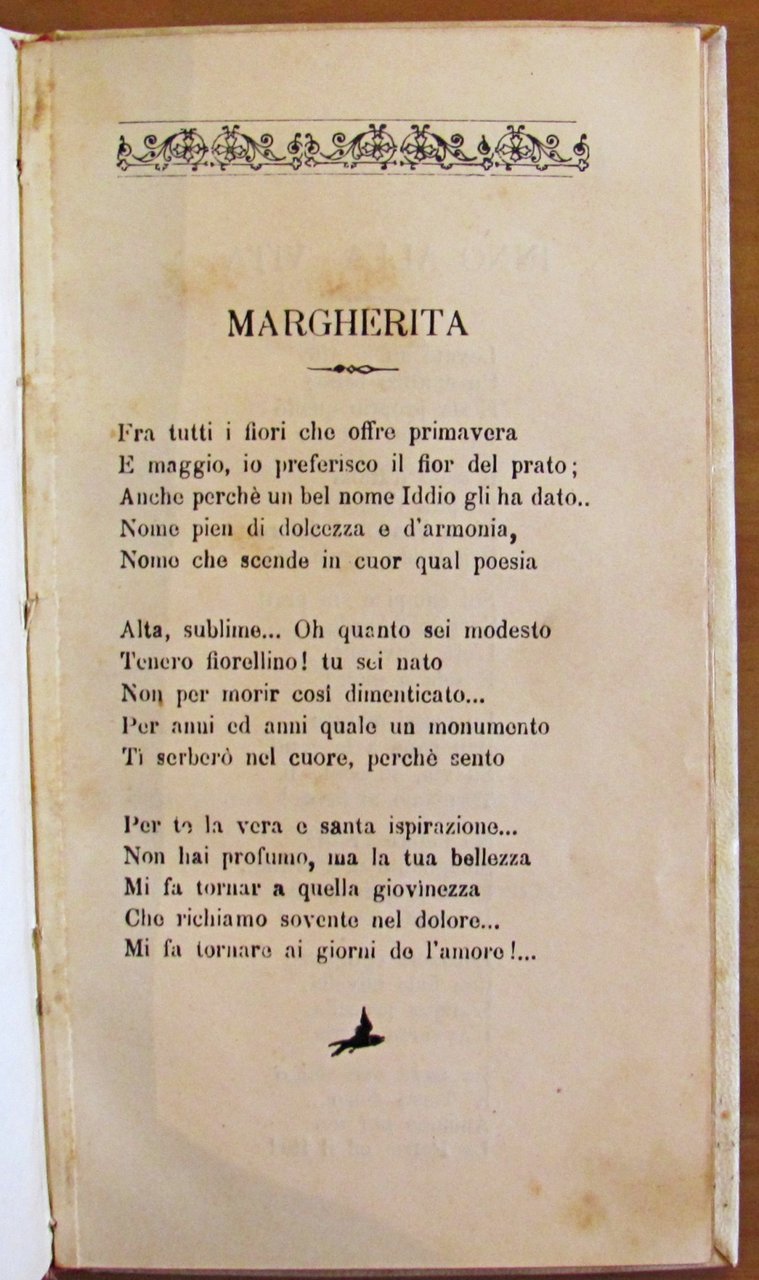 MARGHERITA
Fra tutti i fiori che offre primavera
E maggio, io preferisco il fior del prato;
Anche perchè un bel nome Iddio gli ha dato..
Nome pien di dolcezza e d'armonia,
Nome che scende in cuor qual poesia
Alta, sublime... Oh quanto sei modesto
Tenero fiorellino! tu sei nato
Non per morir così dimenticato...
Per anni ed anni quale un monumento
Ti serberò nel cuore, perchè sento
Per te la vera e santa ispirazione...
Non hai profumo, ma la tua bellezza
Mi fa tornar a quella giovinezza
Che richiamo sovente nel dolore...
Mi fa tornare ai giorni de l'amore!...